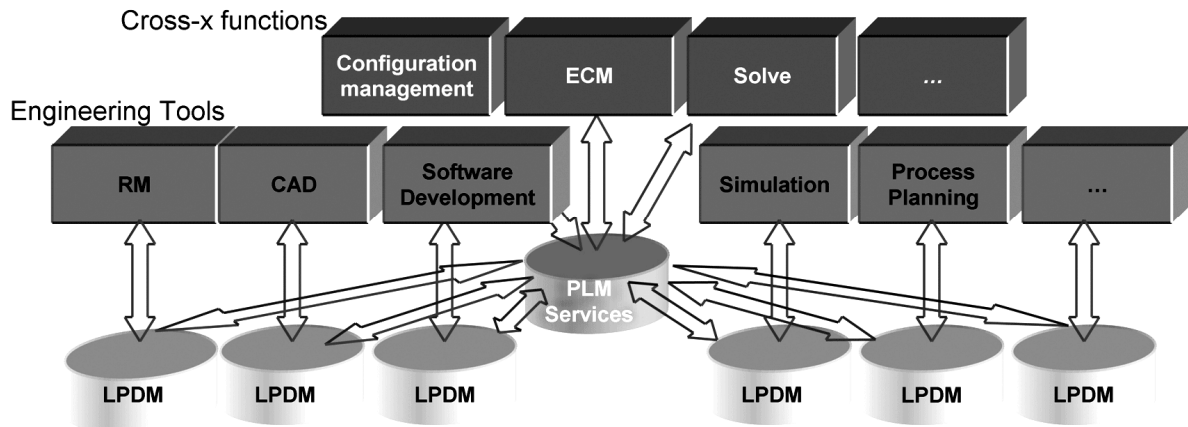 Cross-x functions
Configuration
management
ECM
Solve
...
Engineering Tools
RM
CAD
Software
Development
Simulation
Process
Planning
...
PLM
Services
LPDM
LPDM
LPDM
LPDM
LPDM
LPDM